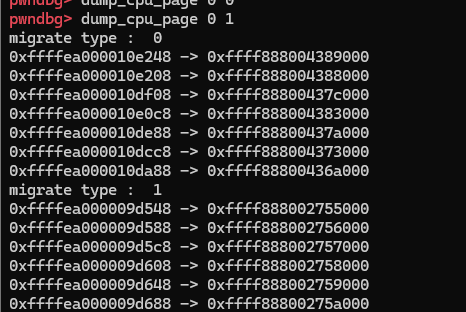 pwndbg> dump_cpu_page 0 0
pwndbg> dump_cpu_page 0 1
migrate type :  0
0xffffea000010e248 -> 0xffff888004389000
0xffffea000010e208 -> 0xffff888004388000
0xffffea000010df08 -> 0xffff88800437c000
0xffffea000010e0c8 -> 0xffff888004383000
0xffffea000010de88 -> 0xffff88800437a000
0xffffea000010dcc8 -> 0xffff888004373000
0xffffea000010da88 -> 0xffff88800436a000
migrate type :  1
0xffffea000009d548 -> 0xffff888002755000
0xffffea000009d588 -> 0xffff888002756000
0xffffea000009d5c8 -> 0xffff888002757000
0xffffea000009d608 -> 0xffff888002758000
0xffffea000009d648 -> 0xffff888002759000
0xffffea000009d688 -> 0xffff88800275a000